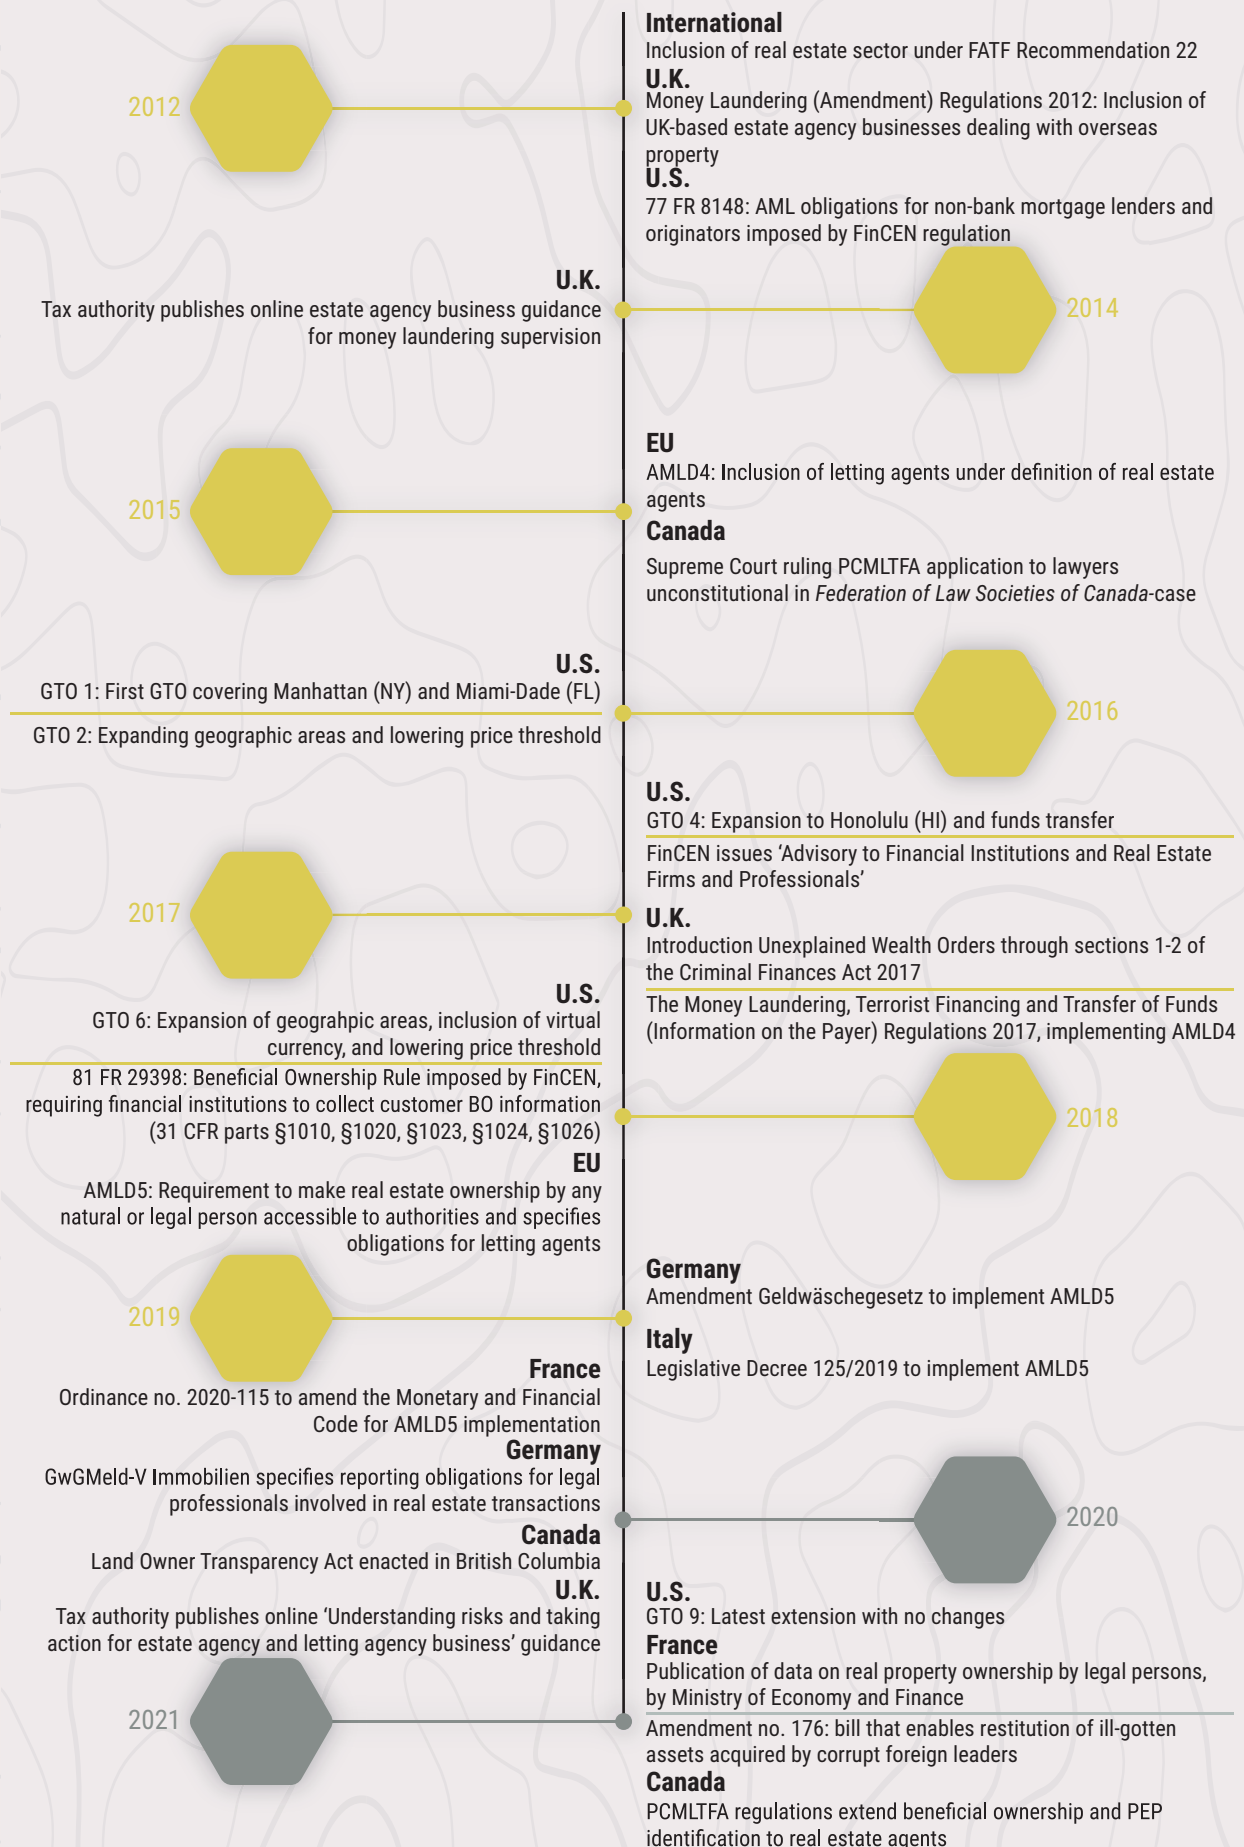 2012
International
Inclusion of real estate sector under FATF Recommendation 22
U.K.
Money Laundering (Amendment) Regulations 2012: Inclusion of
UK-based estate agency businesses dealing with overseas
property
U.S.
77 FR 8148: AML obligations for non-bank mortgage lenders and
originators imposed by FinCEN regulation
2014
U.K.
Tax authority publishes online estate agency business guidance
for money laundering supervision
2015
EU
AMLD4: Inclusion of letting agents under definition of real estate
agents
Canada
Supreme Court ruling PCMLTFA application to lawyers
unconstitutional in Federation of Law Societies of Canada-case
2016
U.S.
GTO 1: First GTO covering Manhattan (NY) and Miami-Dade (FL)
GTO 2: Expanding geographic areas and lowering price threshold
2017
U.S.
GTO 4: Expansion to Honolulu (HI) and funds transfer
FinCEN issues ‘Advisory to Financial Institutions and Real Estate
Firms and Professionals’
U.K.
Introduction Unexplained Wealth Orders through sections 1-2 of
the Criminal Finances Act 2017
The Money Laundering, Terrorist Financing and Transfer of Funds
(Information on the Payer) Regulations 2017, implementing AMLD4
2018
U.S.
GTO 6: Expansion of geograhpic areas, inclusion of virtual
currency, and lowering price threshold
81 FR 29398: Beneficial Ownership Rule imposed by FinCEN,
requiring financial institutions to collect customer BO information
(31 CFR parts §1010, §1020, §1023, §1024, §1026)
EU
AMLD5: Requirement to make real estate ownership by any
natural or legal person accessible to authorities and specifies
obligations for letting agents
2019
Germany
Amendment Geldwäschegesetz to implement AMLD5
Italy
Legislative Decree 125/2019 to implement AMLD5
2020
France
Ordinance no. 2020-115 to amend the Monetary and Financial
Code for AMLD5 implementation
Germany
GwGMeld-V Immobilien specifies reporting obligations for legal
professionals involved in real estate transactions
Canada
Land Owner Transparency Act enacted in British Columbia
U.K.
Tax authority publishes online ‘Understanding risks and taking
action for estate agency and letting agency business’ guidance
2021
U.S.
GTO 9: Latest extension with no changes
France
Publication of data on real property ownership by legal persons,
by Ministry of Economy and Finance
Amendment no. 176: bill that enables restitution of ill-gotten
assets acquired by corrupt foreign leaders
Canada
PCMLTFA regulations extend beneficial ownership and PEP
identification to real estate agents